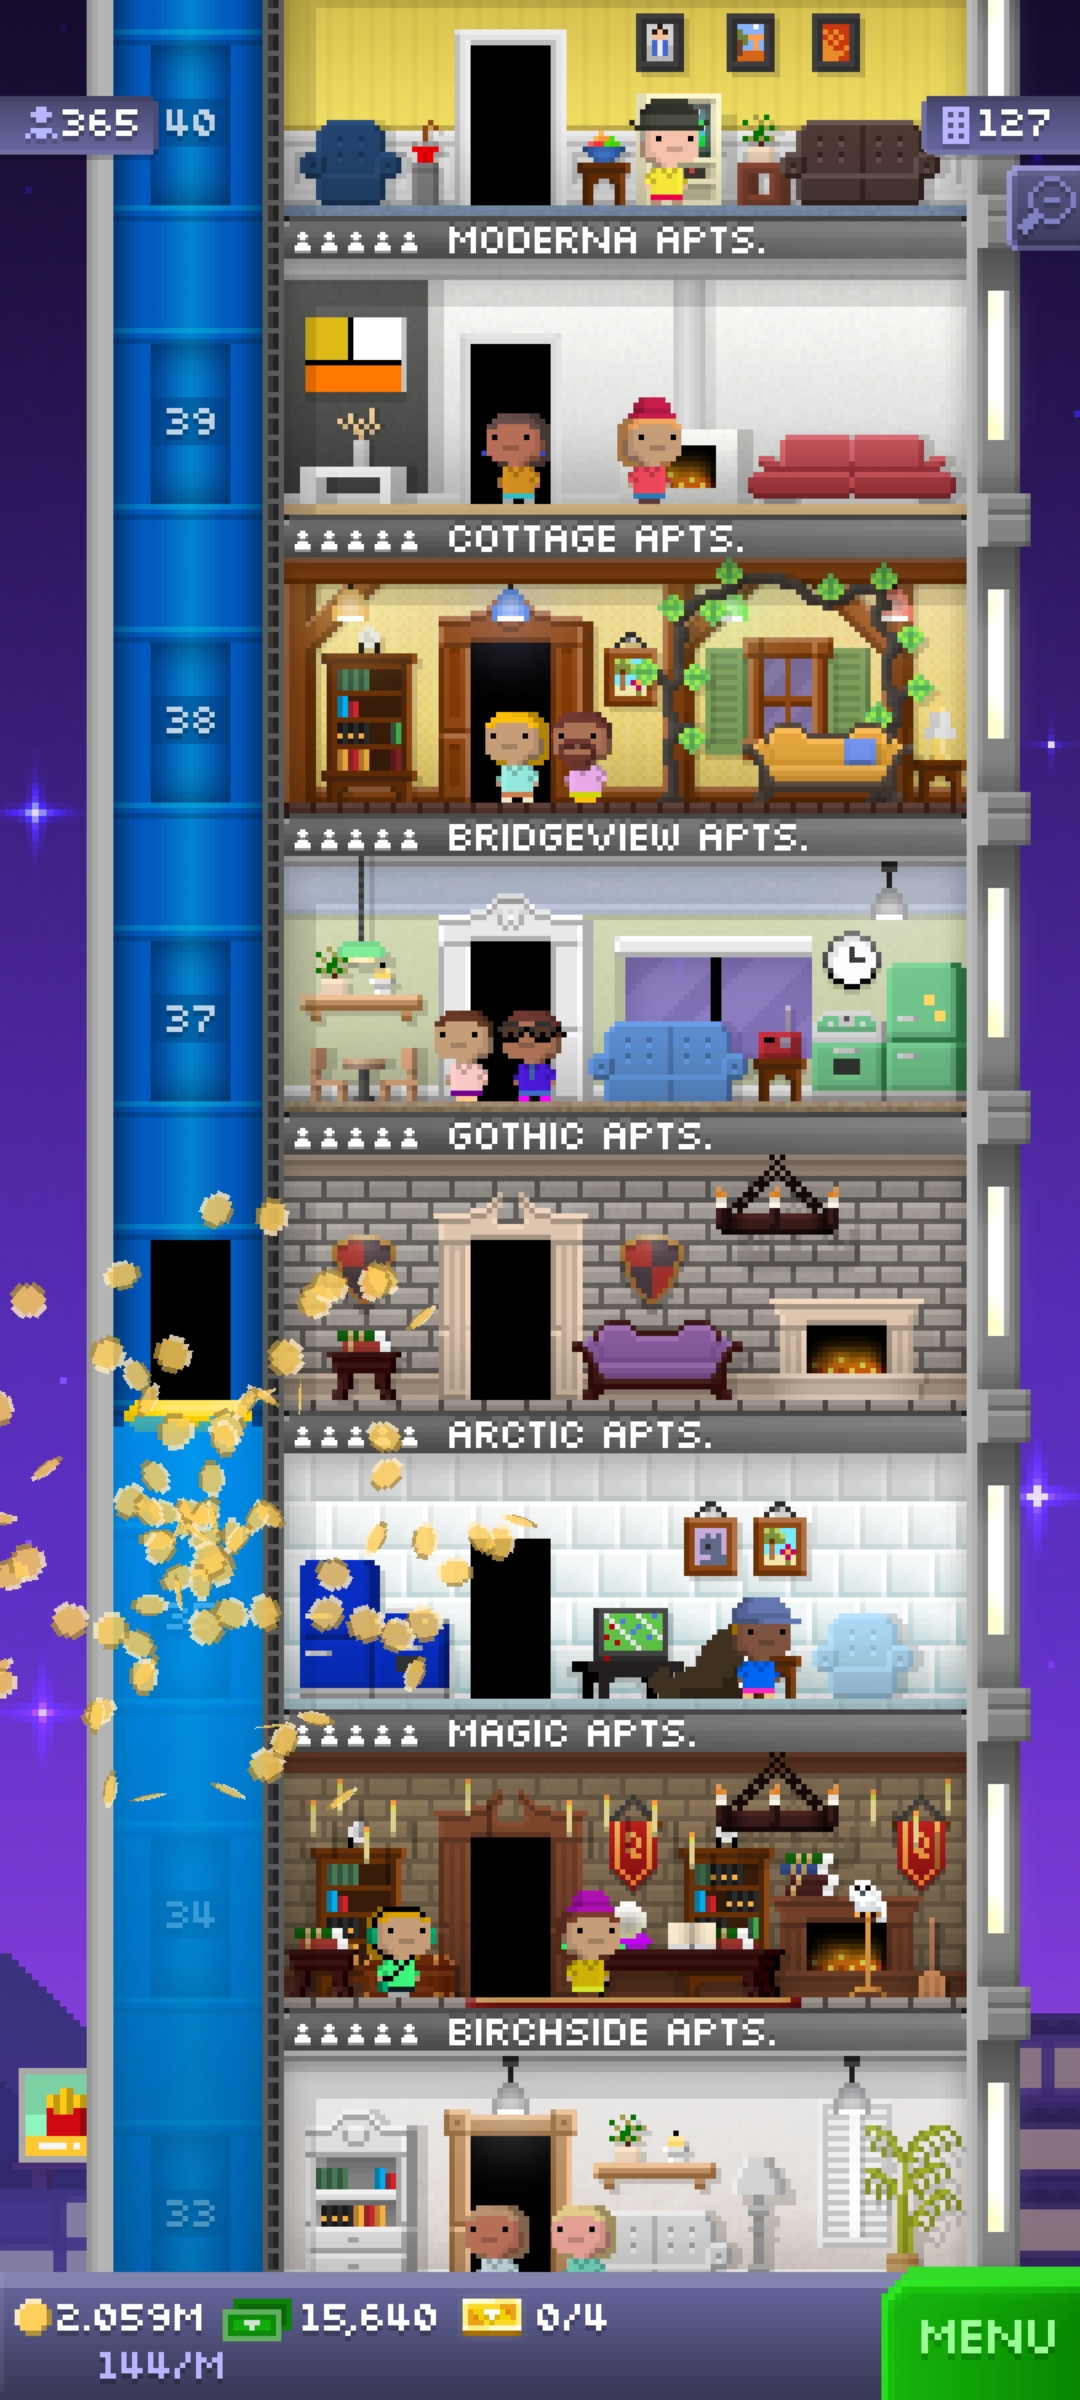 365
40
127
MODERNA APTS.
39
COTTAGE APTS.
38
BRIDGEVIEW APTS.
37
GOTHIC APTS.
ARCTIC APTS.
MAGIC APTS.
34
BIRCHSIDE APTS.
33
2.059M 15,640 0/4
144/M
MENU